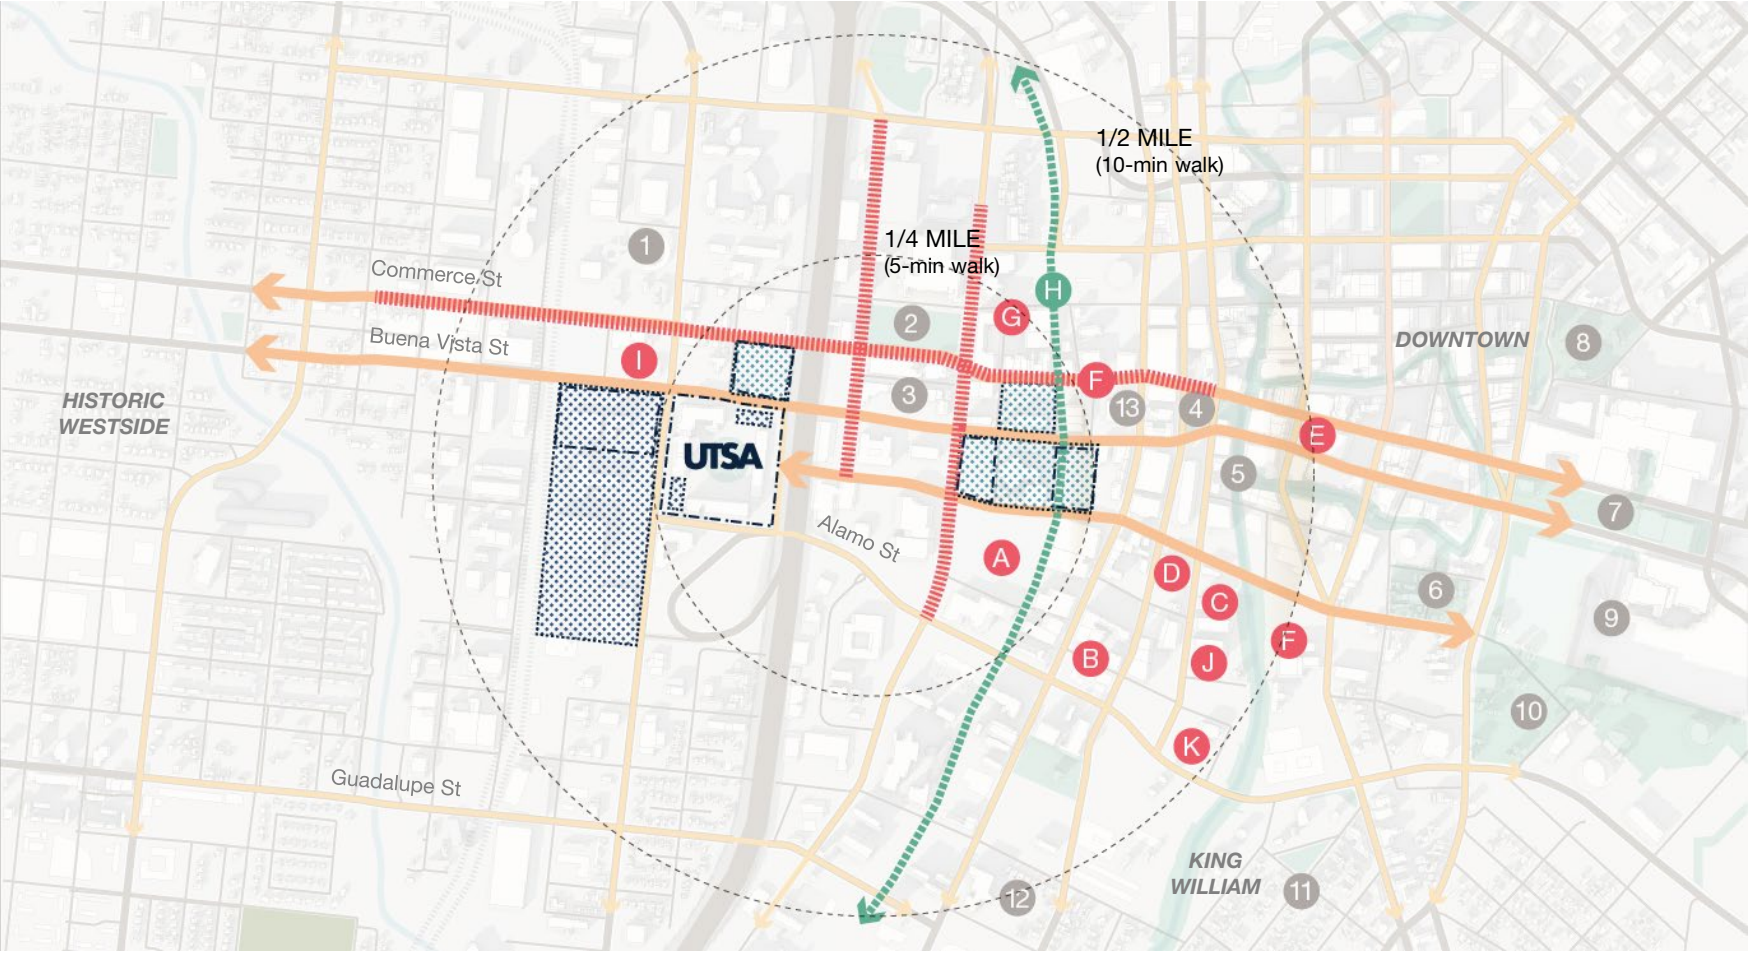 1/2 MILE
(10-min walk)
1
1/4 MILE
(5-min walk)
Commerce St
H
G
2
Buena Vista St
DOWNTOWN
8
I
F
3
13
4
HISTORIC
WESTSIDE
E
UTSA
5
7
Alamo St
A
D
6
C
9
F
B
J
10
K
Guadalupe St
KING
WILLIAM
11
12